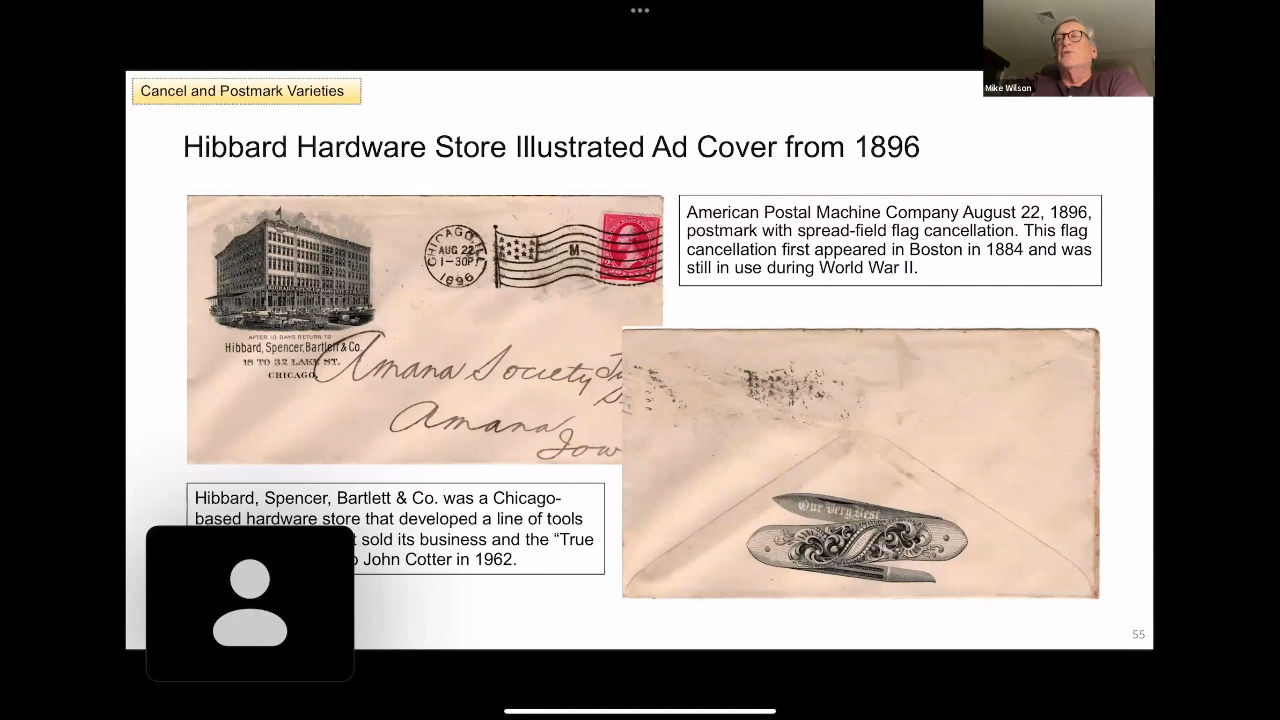 Mike Wilson
Cancel and Postmark Varieties
Hibbard Hardware Store Illustrated Ad Cover from 1896
CHICAGO, ILL.
AUG 22
1-30P
1896
M
AFTER 10 DAYS RETURN TO
Hibbard, Spencer, Bartlett & Co.
18 TO 32 LAKE ST.
CHICAGO.
Amana Society
Amana
Iow
American Postal Machine Company August 22, 1896,
postmark with spread-field flag cancellation. This flag
cancellation first appeared in Boston in 1884 and was
still in use during World War II.
Our Very Best
Hibbard, Spencer, Bartlett & Co. was a Chicago-
based hardware store that developed a line of tools
sold its business and the “True
John Cotter in 1962.
55